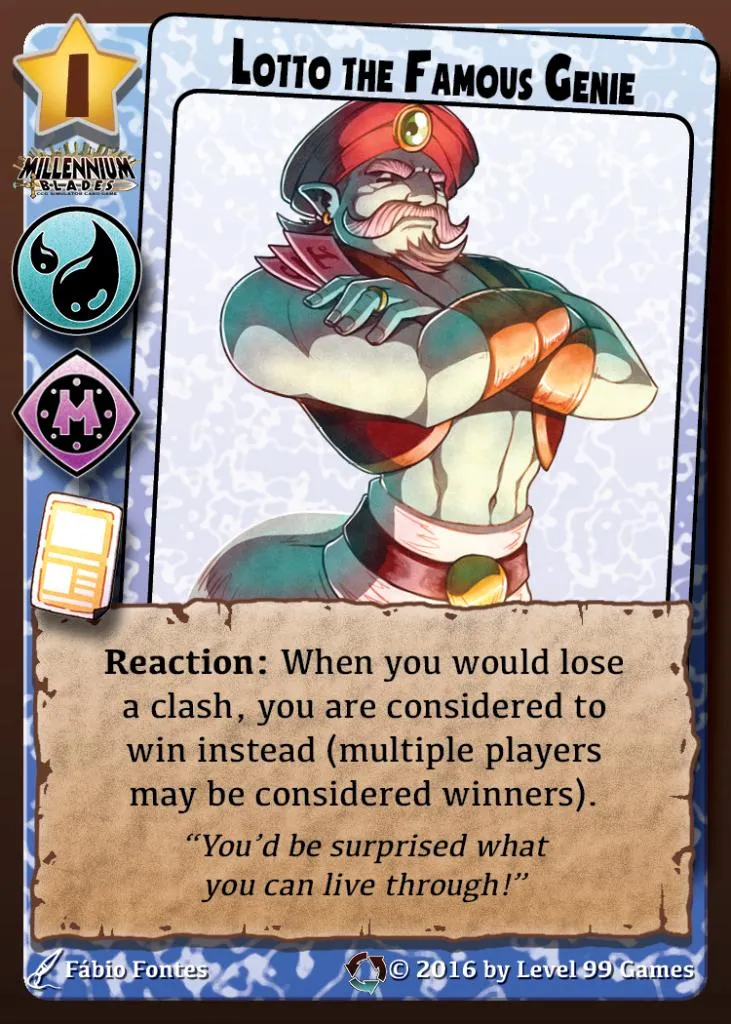 LOTTO THE FAMOUS GENIE
1
MILLENNIUM
BLADES
CCG SIMULATOR CARD GAME
M
Reaction: When you would lose
a clash, you are considered to
win instead (multiple players
may be considered winners).
“You’d be surprised what
you can live through!”
Fábio Fontes
© 2016 by Level 99 Games